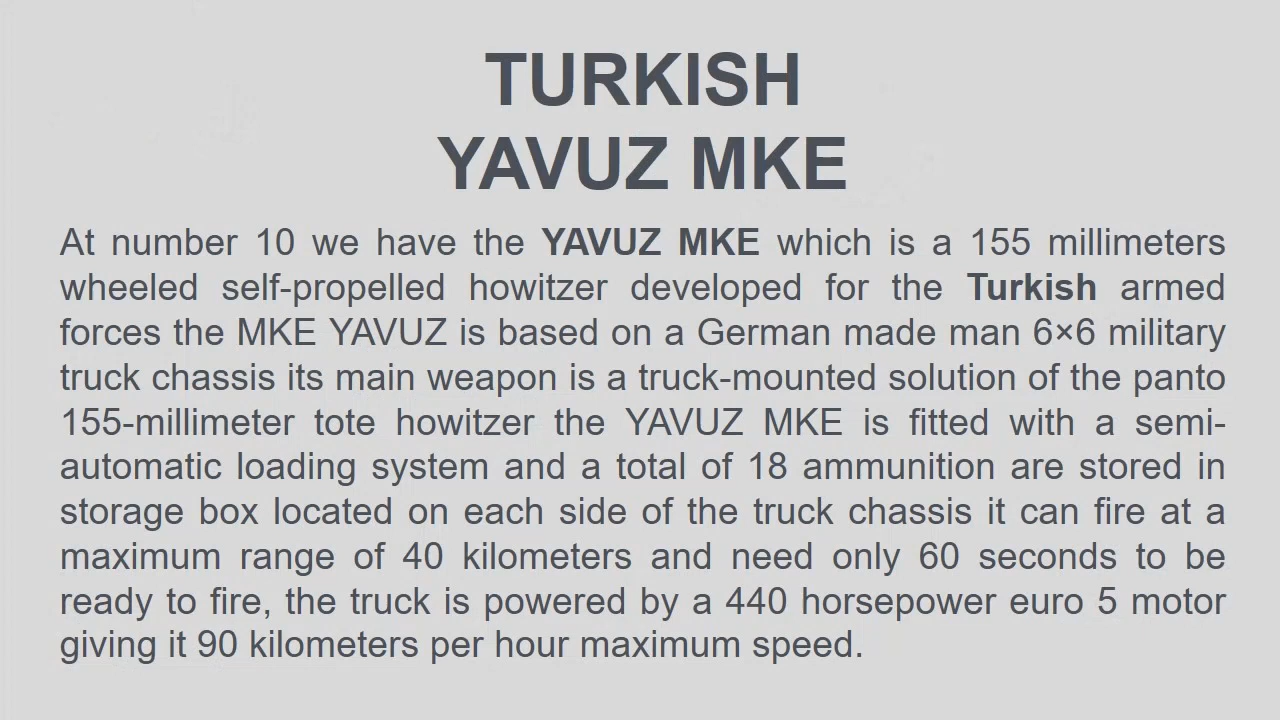 TURKISH
YAVUZ MKE
At number 10 we have the YAVUZ MKE which is a 155 millimeters
wheeled self-propelled howitzer developed for the Turkish armed
forces the MKE YAVUZ is based on a German made man 6×6 military
truck chassis its main weapon is a truck-mounted solution of the panto
155-millimeter tote howitzer the YAVUZ MKE is fitted with a semi-
automatic loading system and a total of 18 ammunition are stored in
storage box located on each side of the truck chassis it can fire at a
maximum range of 40 kilometers and need only 60 seconds to be
ready to fire, the truck is powered by a 440 horsepower euro 5 motor
giving it 90 kilometers per hour maximum speed.